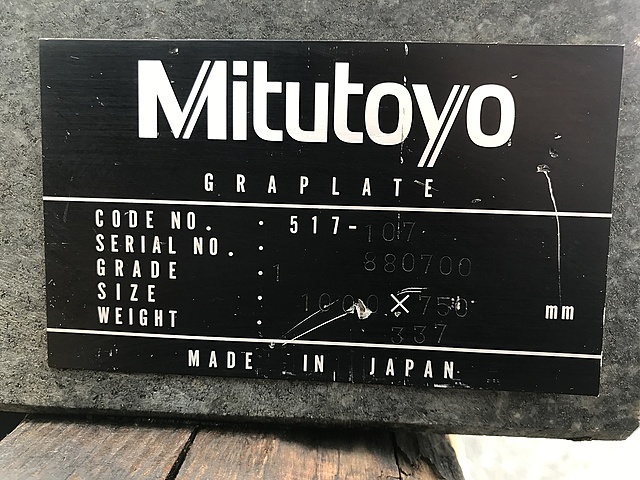 Mitutoyo
GRAPLATE
CODE NO. : 517-107
SERIAL NO. : 880700
GRADE : 1
SIZE : 1000 × 750 mm
WEIGHT : 337
MADE IN JAPAN